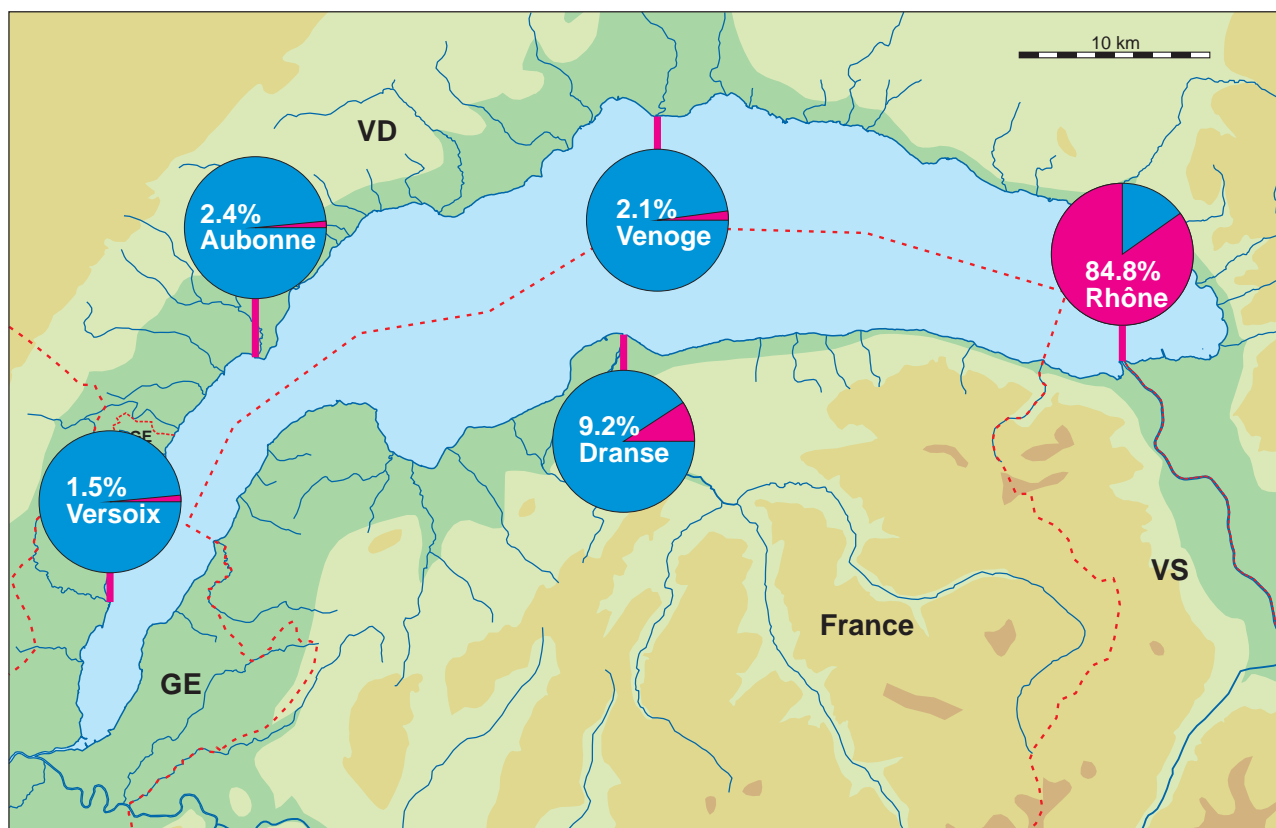 10 km
VD
2.4%
Aubonne
2.1%
Venoge
84.8%
Rhône
9.2%
Dranse
GE
1.5%
Versoix
VS
France
GE